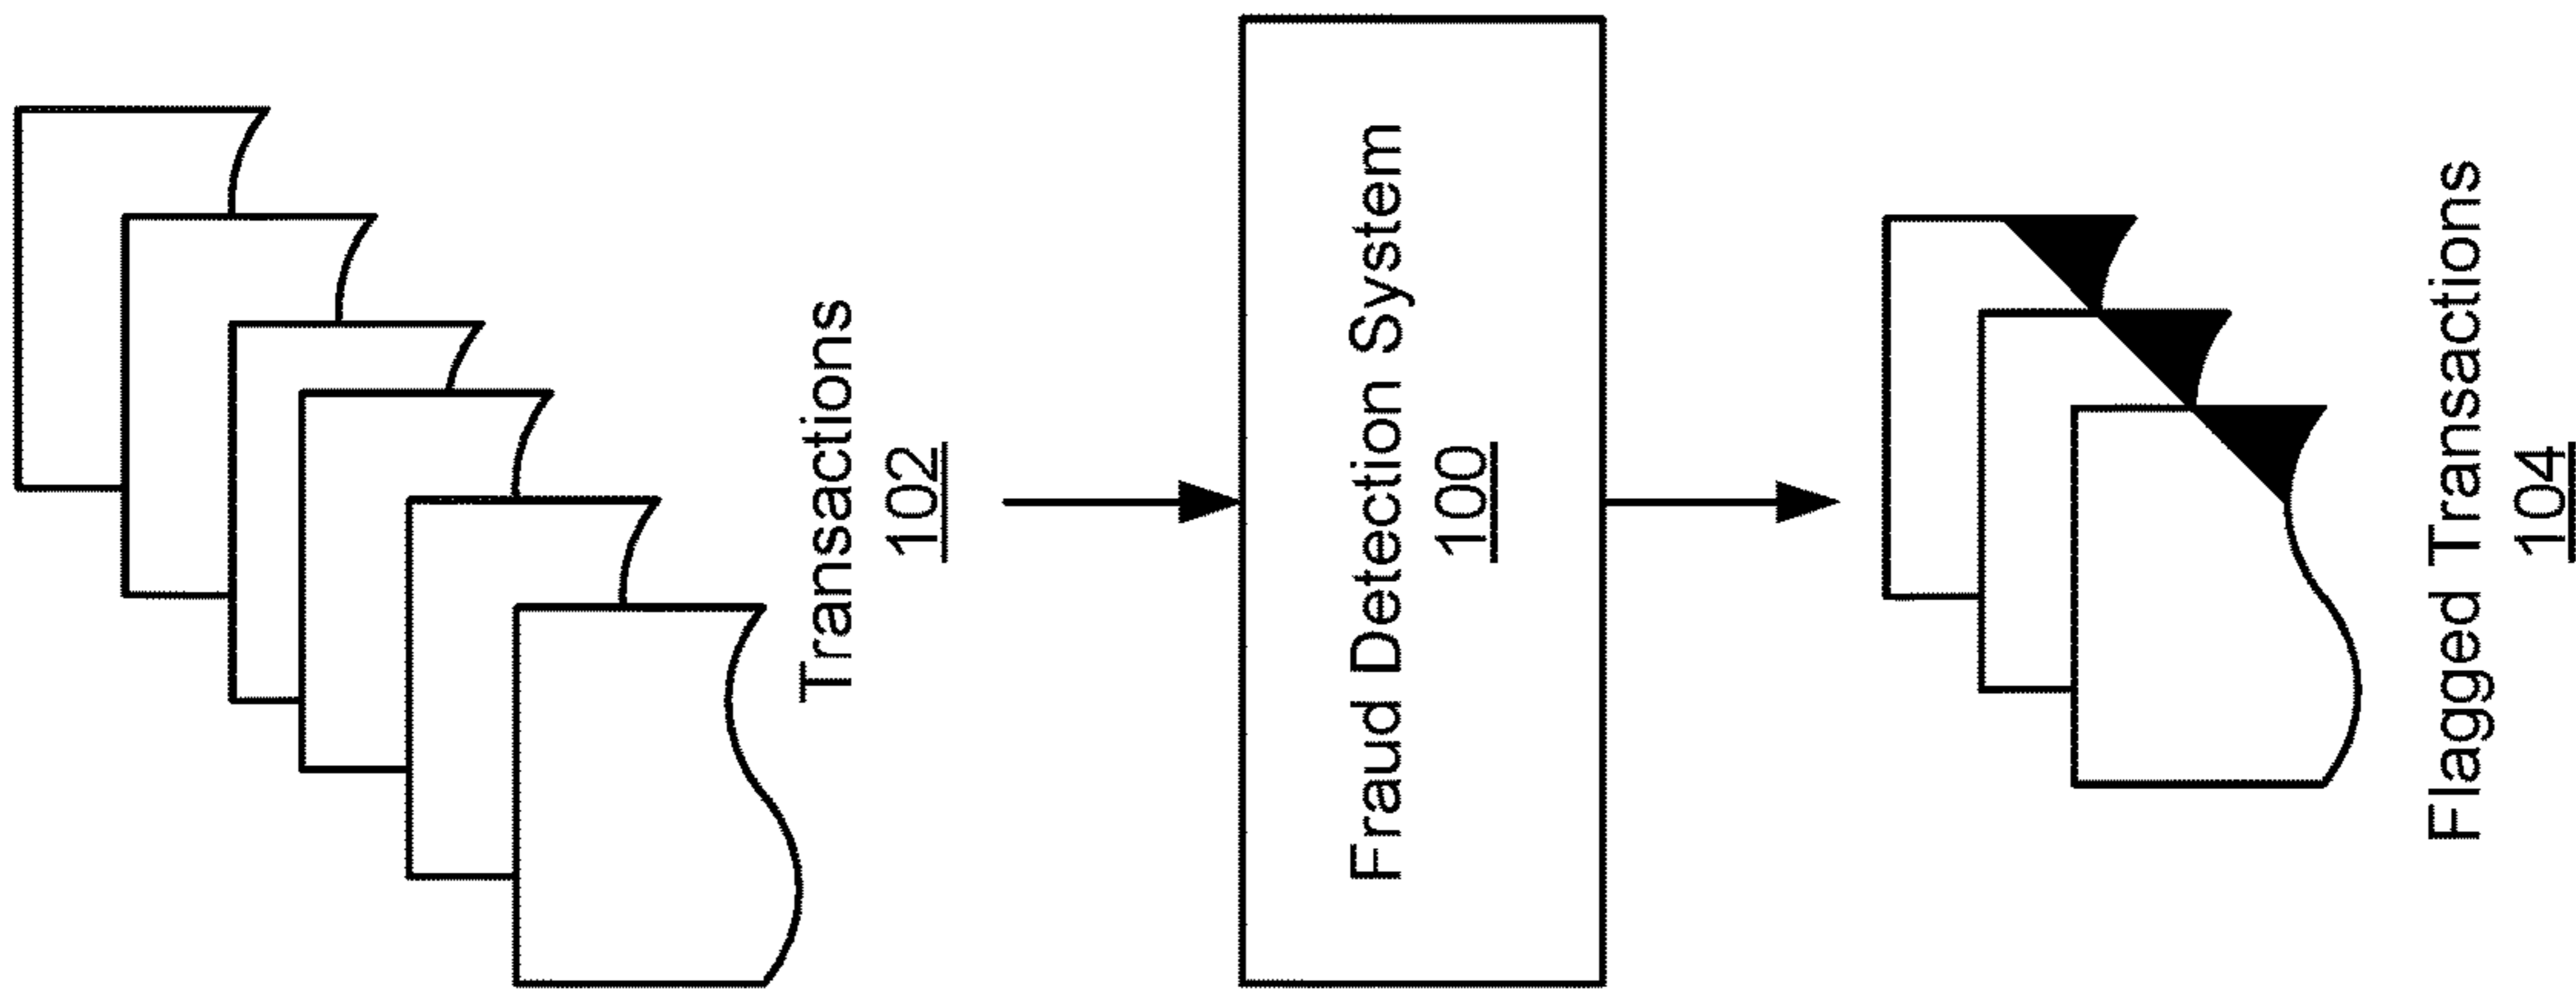 Transactions
102
Fraud Detection System
100
Flagged Transactions
104